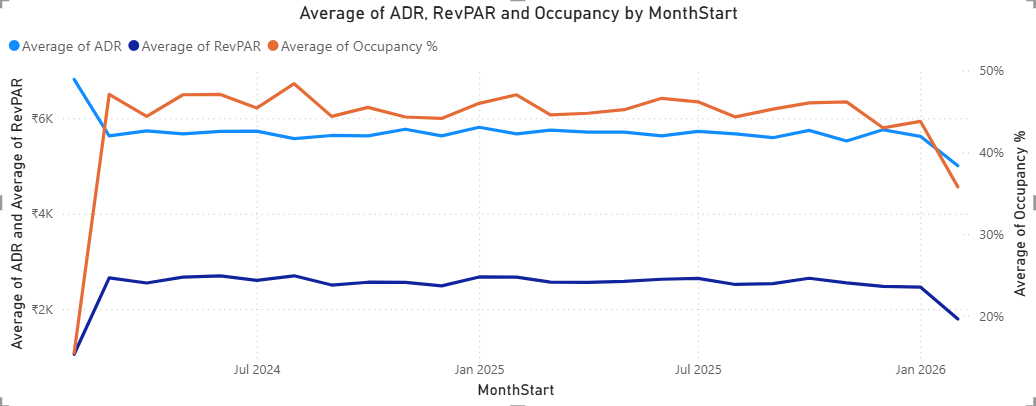 Average of ADR, RevPAR and Occupancy by MonthStart
Average of ADR Average of RevPAR Average of Occupancy %
Average of ADR and Average of RevPAR
₹6K
₹4K
₹2K
50%
40%
30%
20%
Average of Occupancy %
Jul 2024 Jan 2025 Jul 2025 Jan 2026
MonthStart